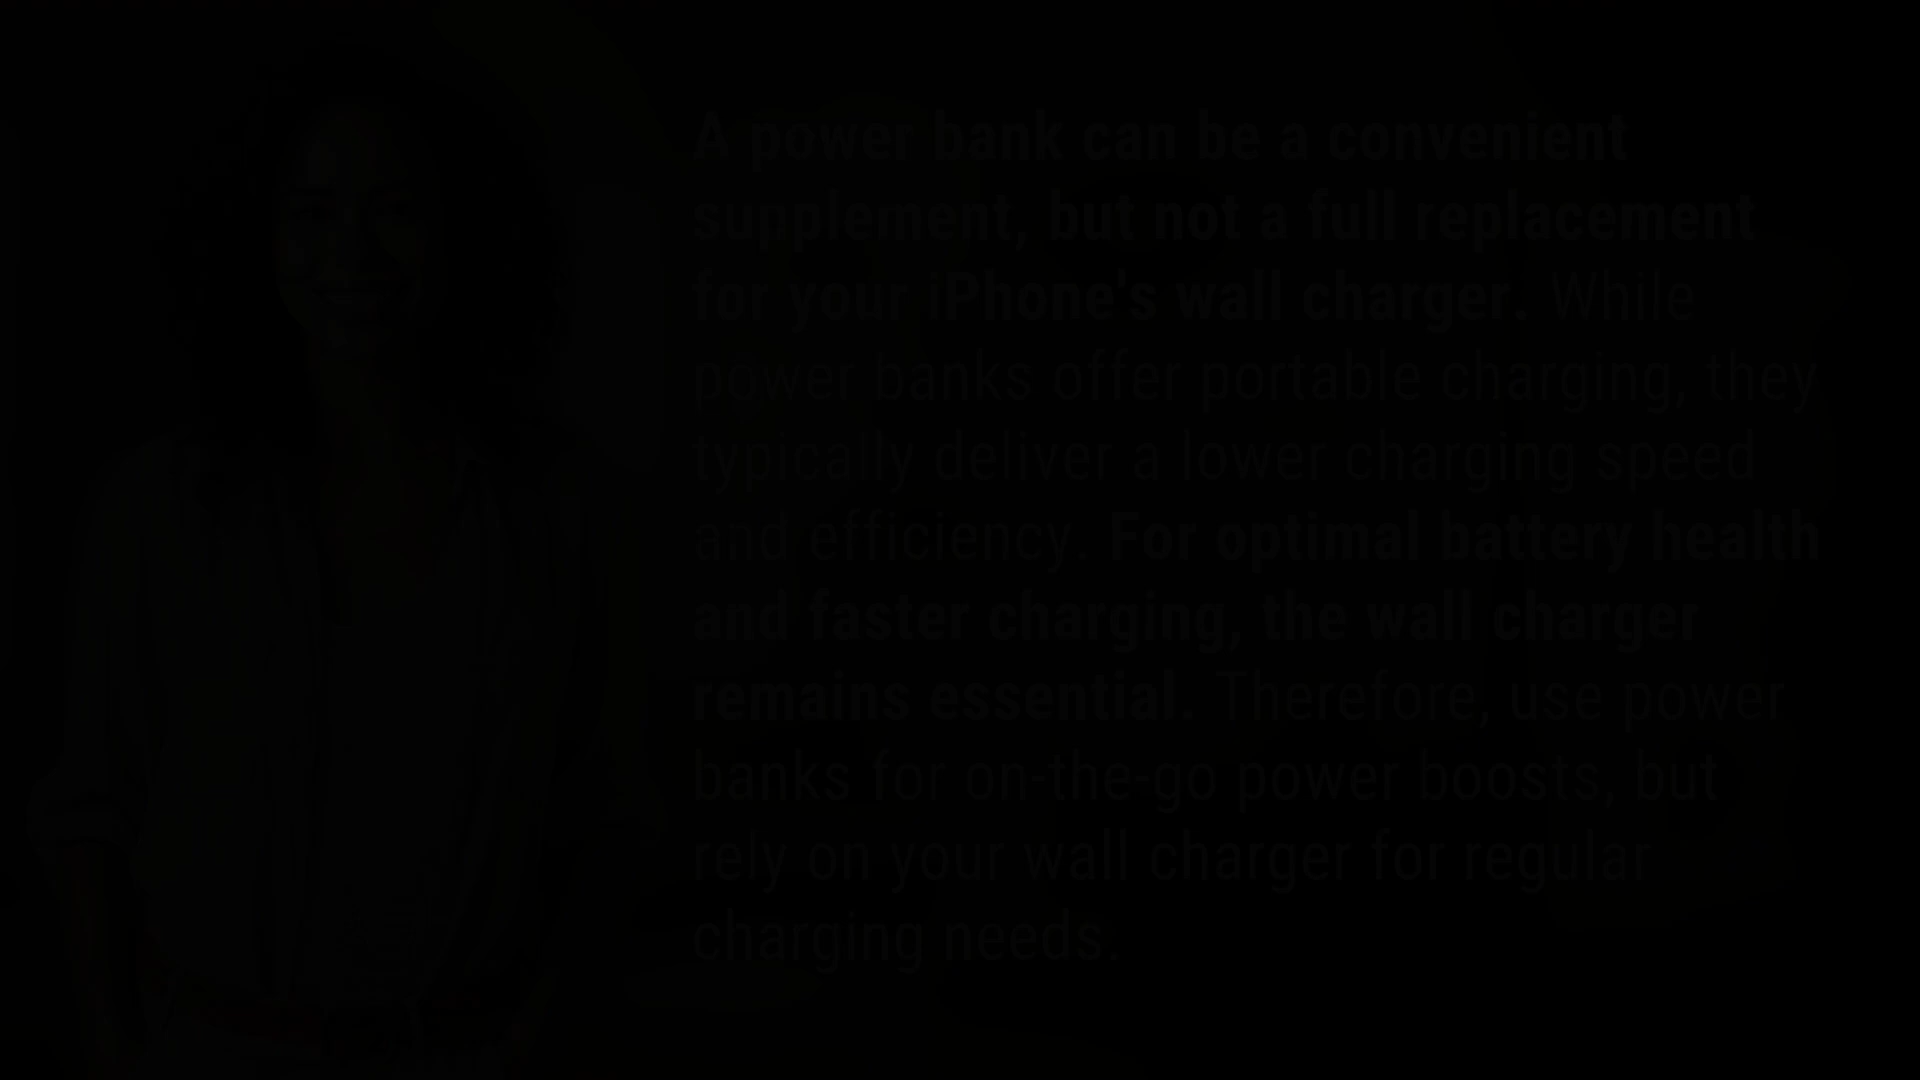 A power bank can be a convenient
supplement, but not a full replacement
for your iPhone's wall charger. While
power banks offer portable charging, they
typically deliver a lower charging speed
and efficiency. For optimal battery health
and faster charging, the wall charger
remains essential. Therefore, use power
banks for on-the-go power boosts, but
rely on your wall charger for regular
charging needs.